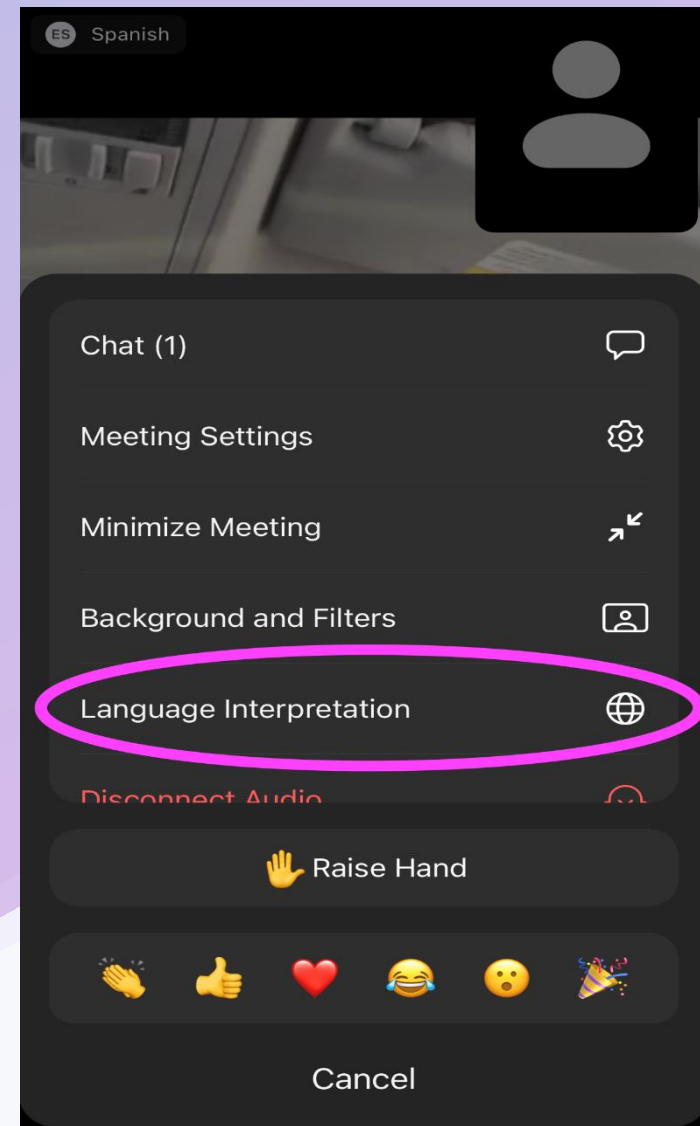 ES Spanish
Chat (1)
Meeting Settings
Minimize Meeting
Background and Filters
Language Interpretation
Disconnect Audio
Raise Hand
Cancel